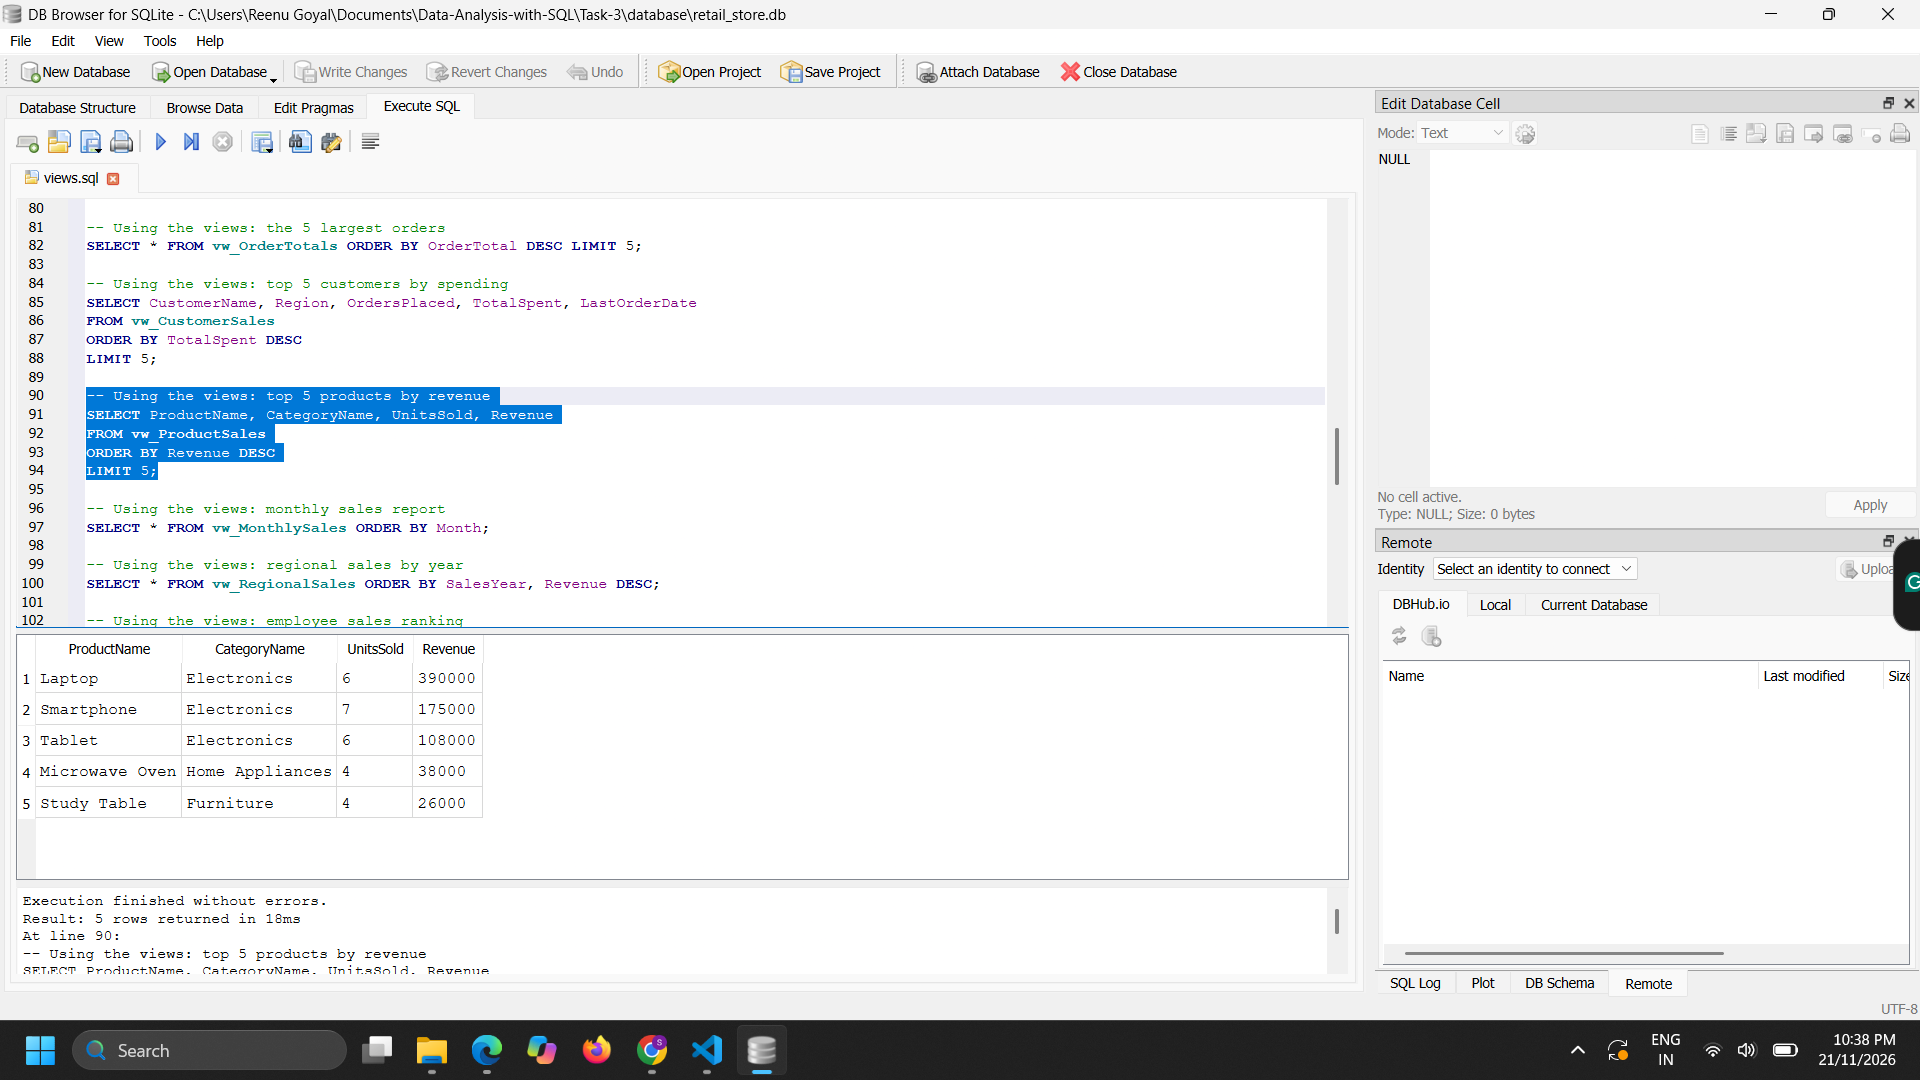 DB Browser for SQLite - C:\Users\Reenu Goyal\Documents\Data-Analysis-with-SQL\Task-3\database\retail_store.db
File Edit View Tools Help
New Database Open Database Write Changes Revert Changes Undo Open Project Save Project Attach Database Close Database
Database Structure Browse Data Edit Pragmas Execute SQL
views.sql
80
81 -- Using the views: the 5 largest orders
82 SELECT * FROM vw_OrderTotals ORDER BY OrderTotal DESC LIMIT 5;
83
84 -- Using the views: top 5 customers by spending
85 SELECT CustomerName, Region, OrdersPlaced, TotalSpent, LastOrderDate
86 FROM vw_CustomerSales
87 ORDER BY TotalSpent DESC
88 LIMIT 5;
89
90 -- Using the views: top 5 products by revenue
91 SELECT ProductName, CategoryName, UnitsSold, Revenue
92 FROM vw_ProductSales
93 ORDER BY Revenue DESC
94 LIMIT 5;
95
96 -- Using the views: monthly sales report
97 SELECT * FROM vw_MonthlySales ORDER BY Month;
98
99 -- Using the views: regional sales by year
100 SELECT * FROM vw_RegionalSales ORDER BY SalesYear, Revenue DESC;
101
102 -- Using the views: employee sales ranking
ProductName CategoryName UnitsSold Revenue
1 Laptop Electronics 6 390000
2 Smartphone Electronics 7 175000
3 Tablet Electronics 6 108000
4 Microwave Oven Home Appliances 4 38000
5 Study Table Furniture 4 26000
Execution finished without errors.
Result: 5 rows returned in 18ms
At line 90:
-- Using the views: top 5 products by revenue
SELECT ProductName, CategoryName, UnitsSold, Revenue
Edit Database Cell
Mode: Text
NULL
No cell active.
Type: NULL; Size: 0 bytes
Apply
Remote
Identity Select an identity to connect Uploa
DBHub.io Local Current Database
Name Last modified Size
SQL Log Plot DB Schema Remote
UTF-8
Search
ENG
IN
10:38 PM
21/11/2026